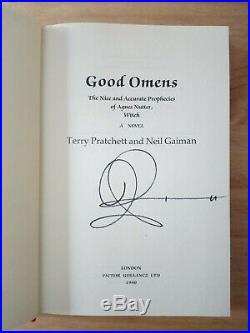 Good Omens
The Nice and Accurate Prophecies
of Agnes Nutter,
Witch
A NOVEL
Terry Pratchett and Neil Gaiman
LONDON
VICTOR GOLLANCZ LTD
1990